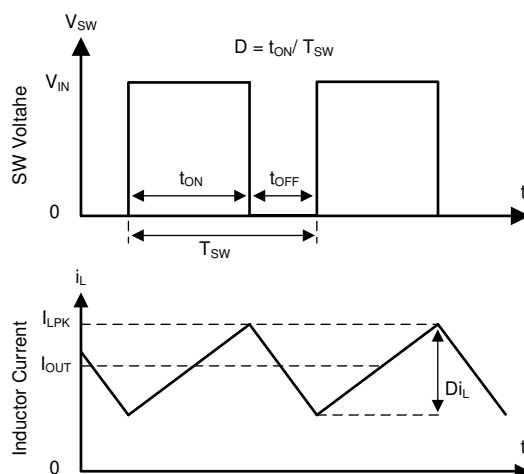 V_SW
D = t_ON / T_SW
V_IN
SW Voltahe
t_ON
t_OFF
0
t
T_SW
i_L
I_LPK
I_OUT
Inductor Current
Di_L
0
t